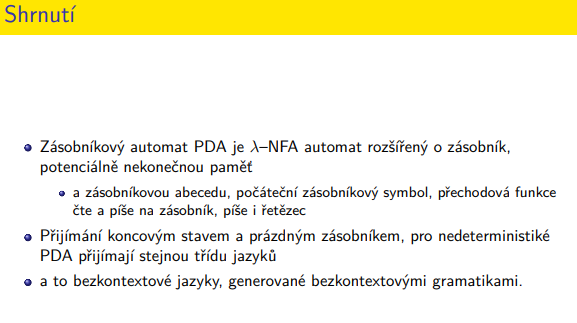 Shrnutí
Zásobníkový automat PDA je λ–NFA automat rozšířený o zásobník,
potenciálně nekonečnou paměť
a zásobníkovou abecedu, počáteční zásobníkový symbol, přechodová funkce
čte a píše na zásobník, píše i řetězec
Přijímání koncovým stavem a prázdným zásobníkem, pro nedeterministiké
PDA přijímají stejnou třídu jazyků
a to bezkontextové jazyky, generované bezkontextovými gramatikami.